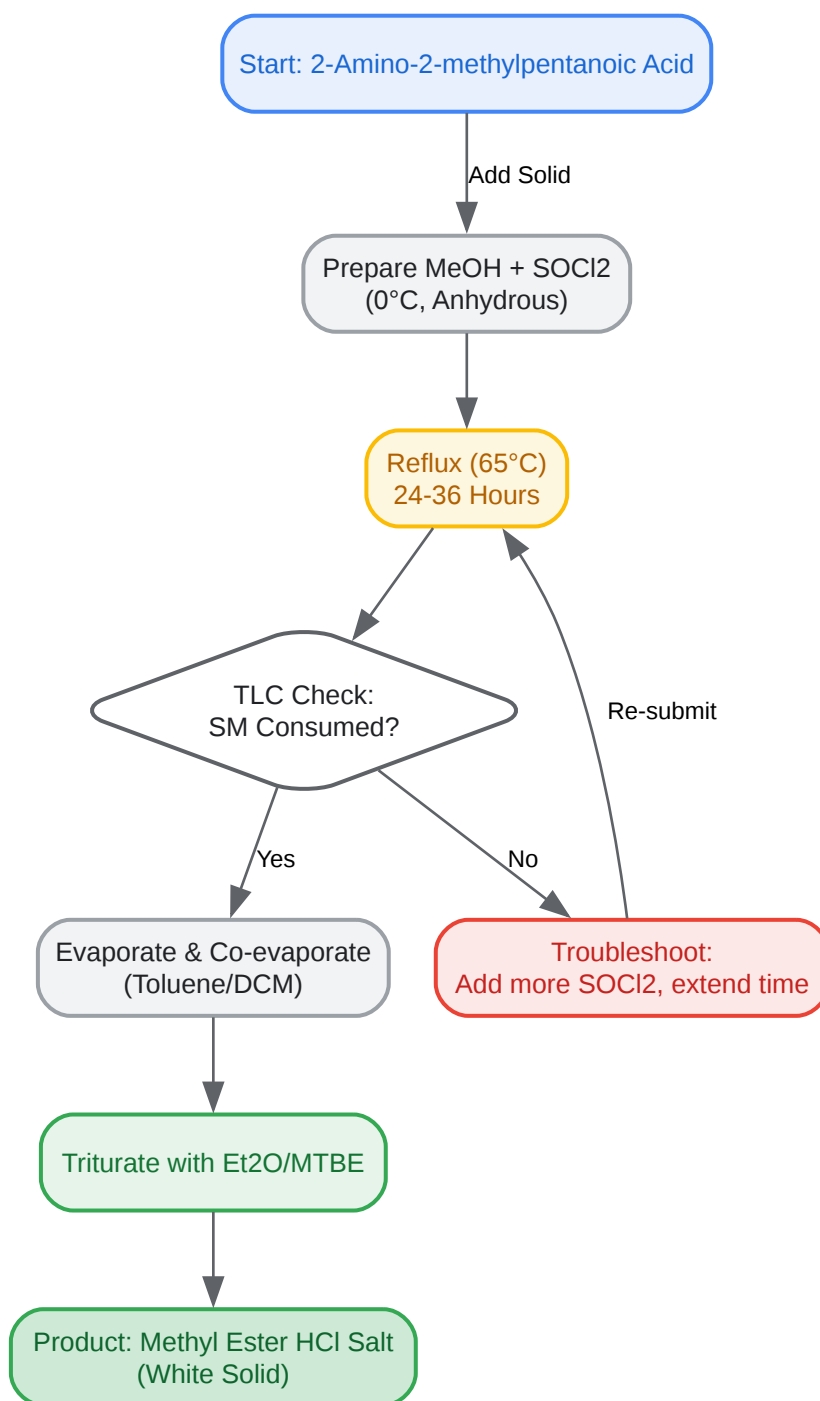 Start: 2-Amino-2-methylpentanoic Acid
Add Solid
Prepare MeOH + SOCl2
(0°C, Anhydrous)
Reflux (65°C)
24-36 Hours
TLC Check:
SM Consumed?
Re-submit
Yes
No
Evaporate & Co-evaporate
(Toluene/DCM)
Troubleshoot:
Add more SOCl2, extend time
Triturate with Et2O/MTBE
Product: Methyl Ester HCl Salt
(White Solid)